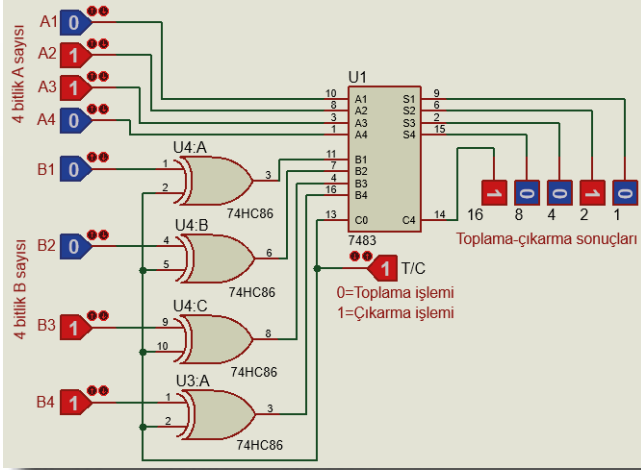 4 bitlik A sayısı
A1 0
A2 1
A3 1
A4 0
4 bitlik B sayısı
B1 0
B2 0
B3 1
B4 1
U4:A
1
2
3
74HC86
U4:B
4
5
6
74HC86
U4:C
9
10
8
74HC86
U3:A
1
2
3
74HC86
U1
10 A1 S1 9
8 A2 S2 6
3 A3 S3 2
1 A4 S4 15
11 B1
7 B2
4 B3
16 B4
13 C0 C4 14
7483
1 0 0 1 0
16 8 4 2 1
Toplama-çıkarma sonuçları
1 T/C
0=Toplama işlemi
1=Çıkarma işlemi